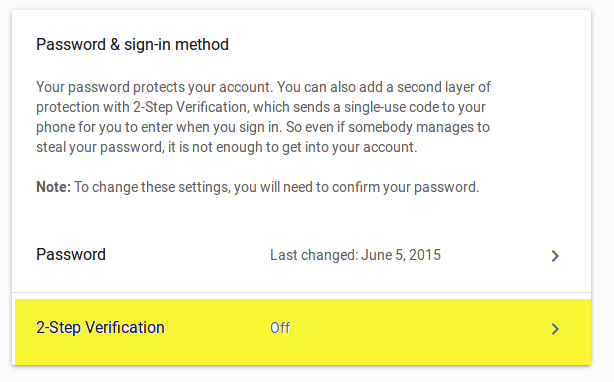 Password & sign-in method
Your password protects your account. You can also add a second layer of
protection with 2-Step Verification, which sends a single-use code to your
phone for you to enter when you sign in. So even if somebody manages to
steal your password, it is not enough to get into your account.
Note: To change these settings, you will need to confirm your password.
Password Last changed: June 5, 2015
2-Step Verification Off